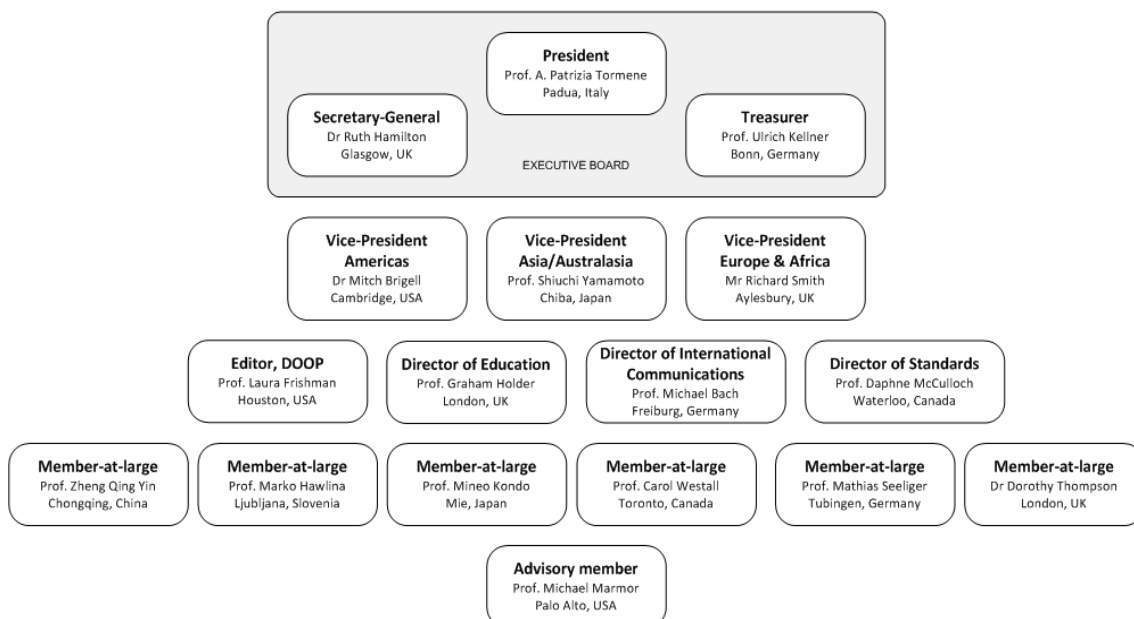 President
Prof. A. Patrizia Tormene
Padua, Italy
Secretary-General
Dr Ruth Hamilton
Glasgow, UK
Treasurer
Prof. Ulrich Kellner
Bonn, Germany
EXECUTIVE BOARD
Vice-President
Americas
Dr Mitch Brigell
Cambridge, USA
Vice-President
Asia/Australasia
Prof. Shiuchi Yamamoto
Chiba, Japan
Vice-President
Europe & Africa
Mr Richard Smith
Aylesbury, UK
Editor, DOOP
Prof. Laura Frishman
Houston, USA
Director of Education
Prof. Graham Holder
London, UK
Director of International
Communications
Prof. Michael Bach
Freiburg, Germany
Director of Standards
Prof. Daphne McCulloch
Waterloo, Canada
Member-at-large
Prof. Zheng Qing Yin
Chongqing, China
Member-at-large
Prof. Marko Hawlina
Ljubljana, Slovenia
Member-at-large
Prof. Mineo Kondo
Mie, Japan
Member-at-large
Prof. Carol Westall
Toronto, Canada
Member-at-large
Prof. Mathias Seeliger
Tubingen, Germany
Member-at-large
Dr Dorothy Thompson
London, UK
Advisory member
Prof. Michael Marmor
Palo Alto, USA